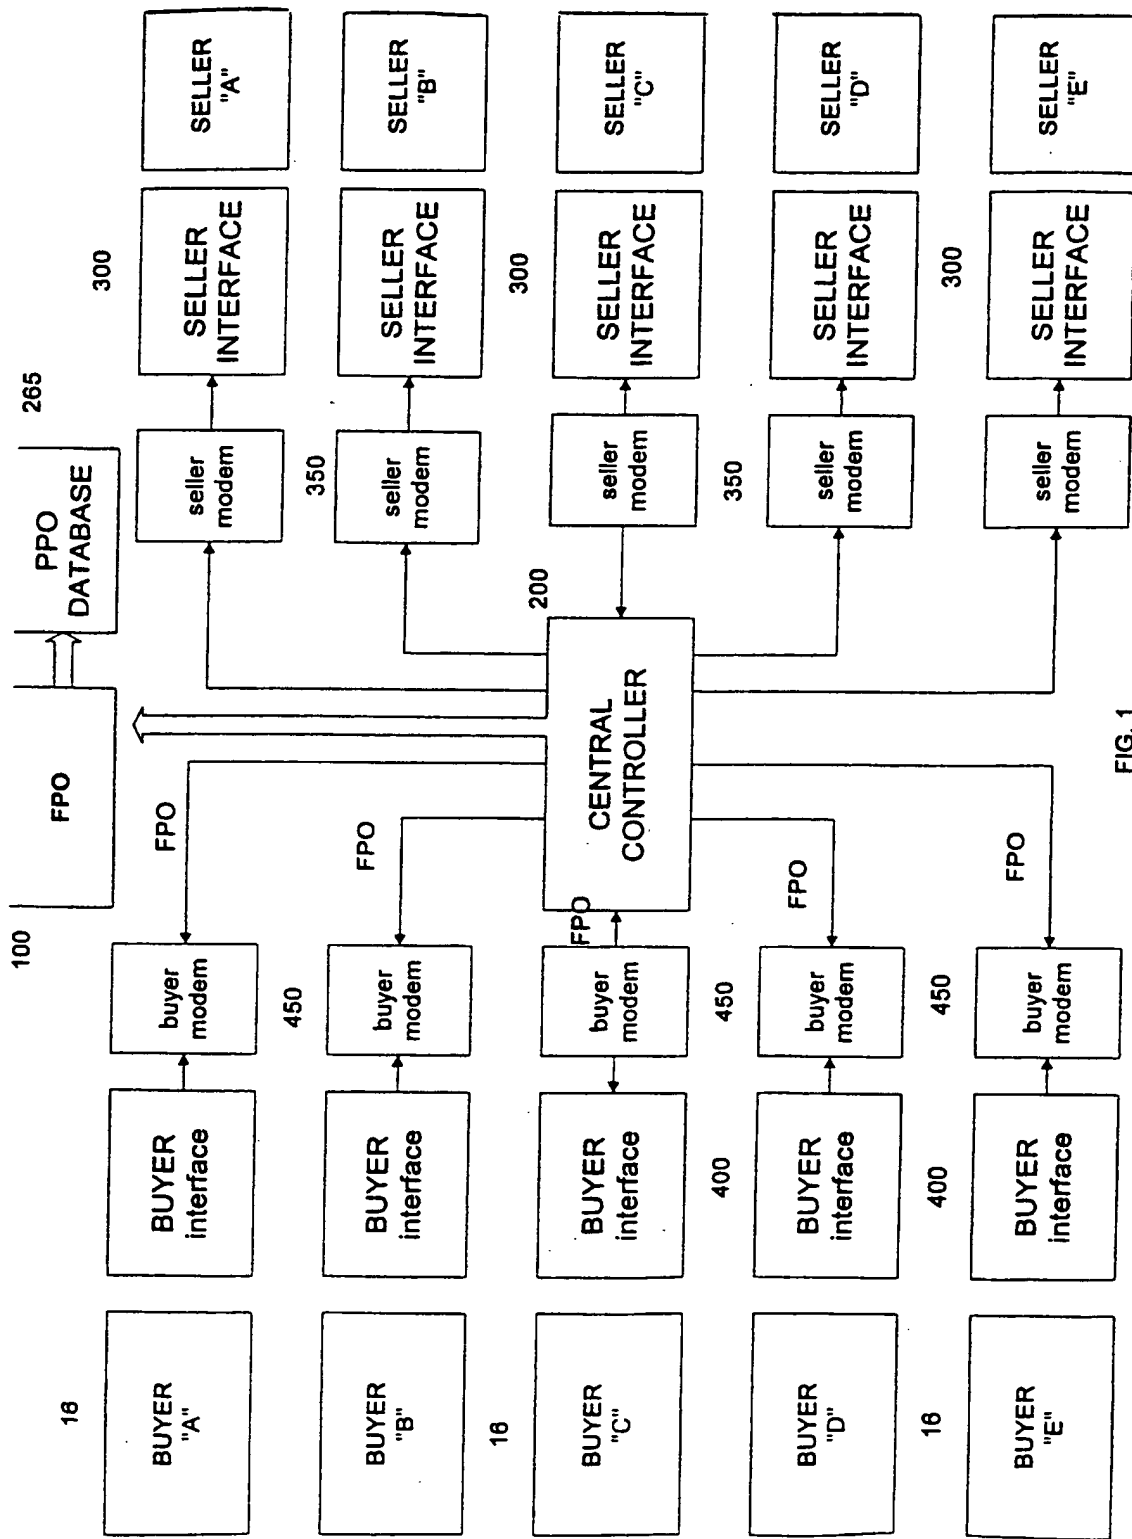 100
FPO
PPO
DATABASE
265
16
BUYER
"A"
BUYER
interface
buyer
modem
FPO
seller
modem
300
SELLER
INTERFACE
SELLER
"A"
BUYER
"B"
BUYER
interface
450
buyer
modem
FPO
350
seller
modem
SELLER
INTERFACE
SELLER
"B"
16
BUYER
"C"
BUYER
interface
buyer
modem
FPO
CENTRAL
CONTROLLER
200
seller
modem
300
SELLER
INTERFACE
SELLER
"C"
BUYER
"D"
400
BUYER
interface
450
buyer
modem
FPO
350
seller
modem
SELLER
INTERFACE
SELLER
"D"
16
BUYER
"E"
400
BUYER
interface
450
buyer
modem
FPO
seller
modem
300
SELLER
INTERFACE
SELLER
"E"
FIG. 1